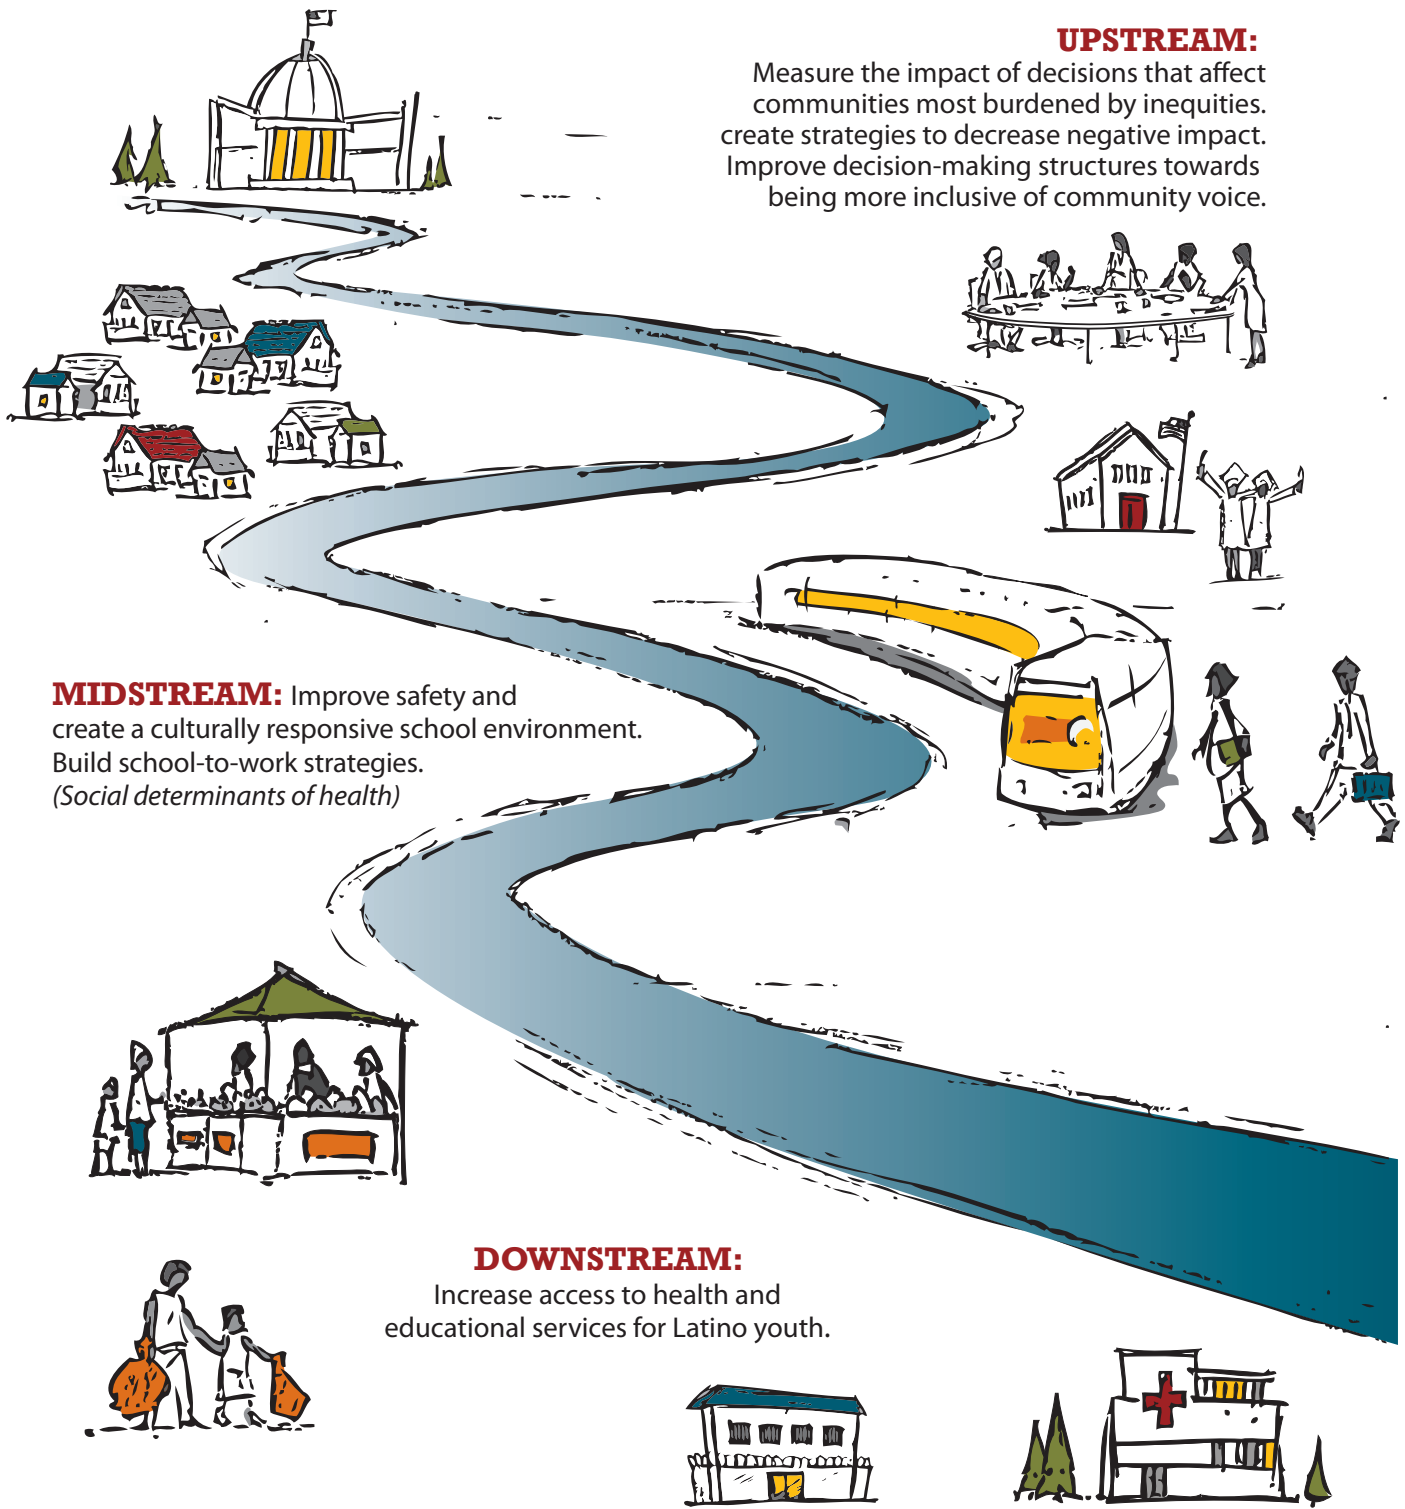 UPSTREAM:
Measure the impact of decisions that affect
communities most burdened by inequities.
create strategies to decrease negative impact.
Improve decision-making structures towards
being more inclusive of community voice.
MIDSTREAM: Improve safety and
create a culturally responsive school environment.
Build school-to-work strategies.
(Social determinants of health)
DOWNSTREAM:
Increase access to health and
educational services for Latino youth.